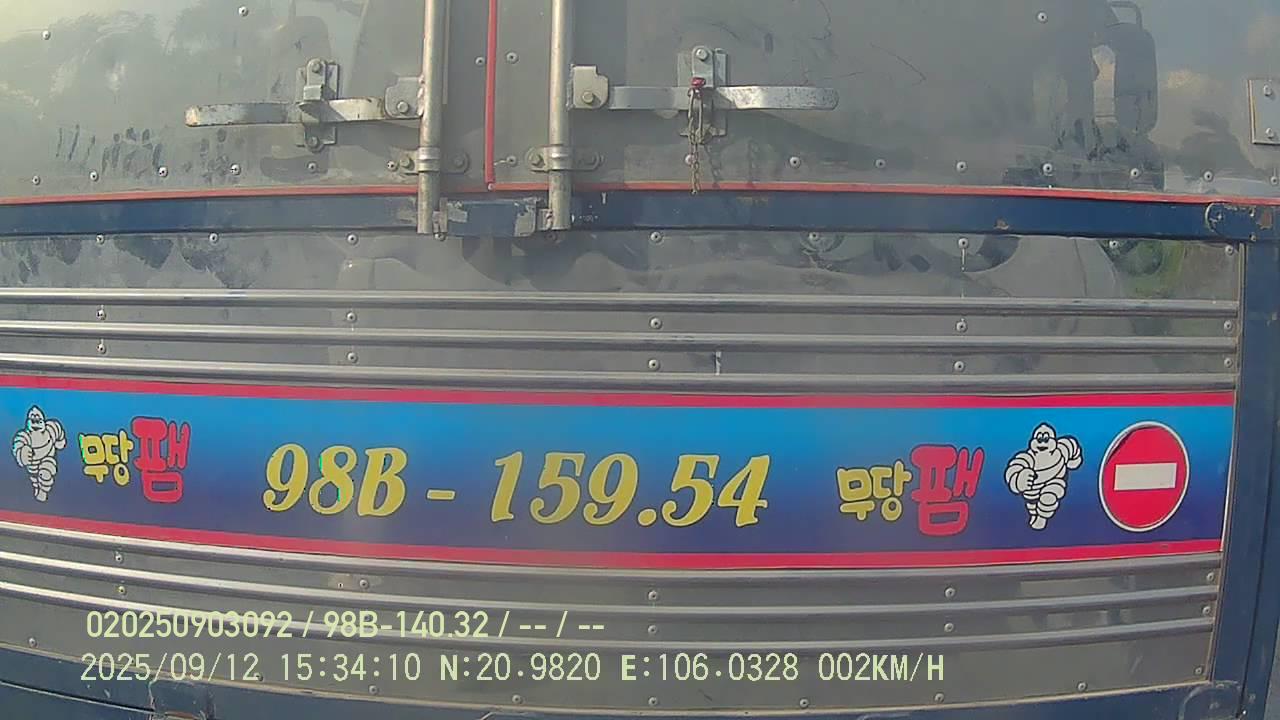 무당팸 98B - 159.54 무당팸
020250903092 / 98B-140.32 / -- / --
2025/09/12 15:34:10 N:20.9820 E:106.0328 002KM/H